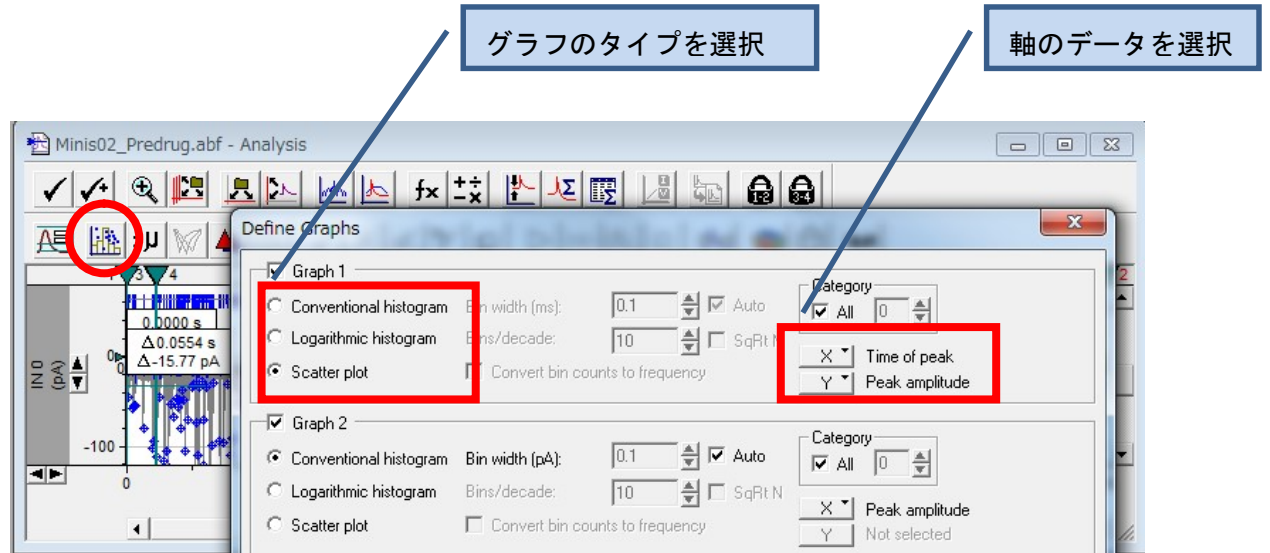 グラフのタイプを選択
軸のデータを選択
Minis02_Predrug.abf - Analysis
Define Graphs
3 4
0.0000 s
Δ0.0554 s
Δ-15.77 pA
IN 0
(pA)
0
-100
0
2
Graph 1
Conventional histogram Bin width (ms): 0.1 Auto
Logarithmic histogram Bins/decade: 10 SqRt N
Scatter plot Convert bin counts to frequency
Category
All 0
X Time of peak
Y Peak amplitude
Graph 2
Conventional histogram Bin width (pA): 0.1 Auto
Logarithmic histogram Bins/decade: 10 SqRt N
Scatter plot Convert bin counts to frequency
Category
All 0
X Peak amplitude
Y Not selected